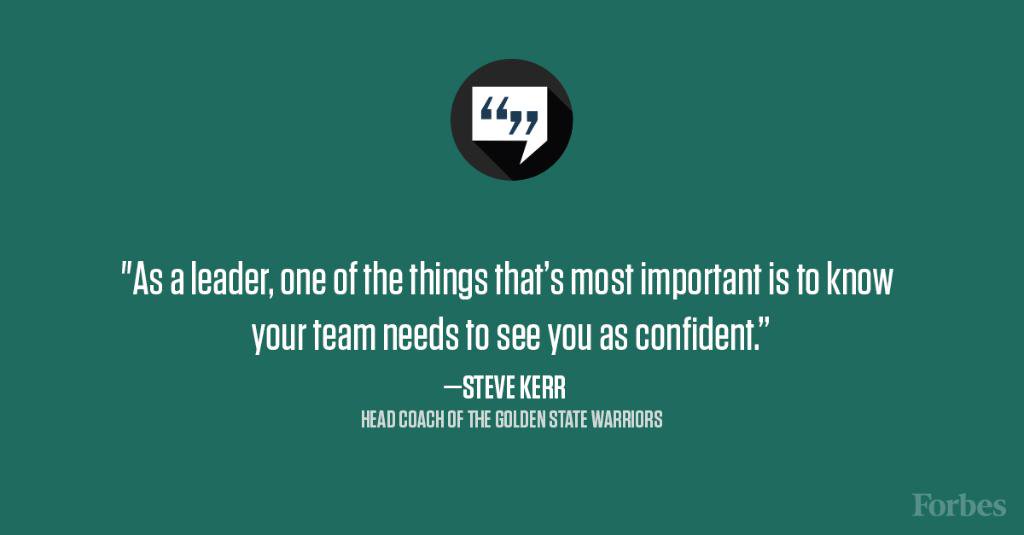 “”
"As a leader, one of the things that’s most important is to know
your team needs to see you as confident.”
—STEVE KERR
HEAD COACH OF THE GOLDEN STATE WARRIORS
Forbes